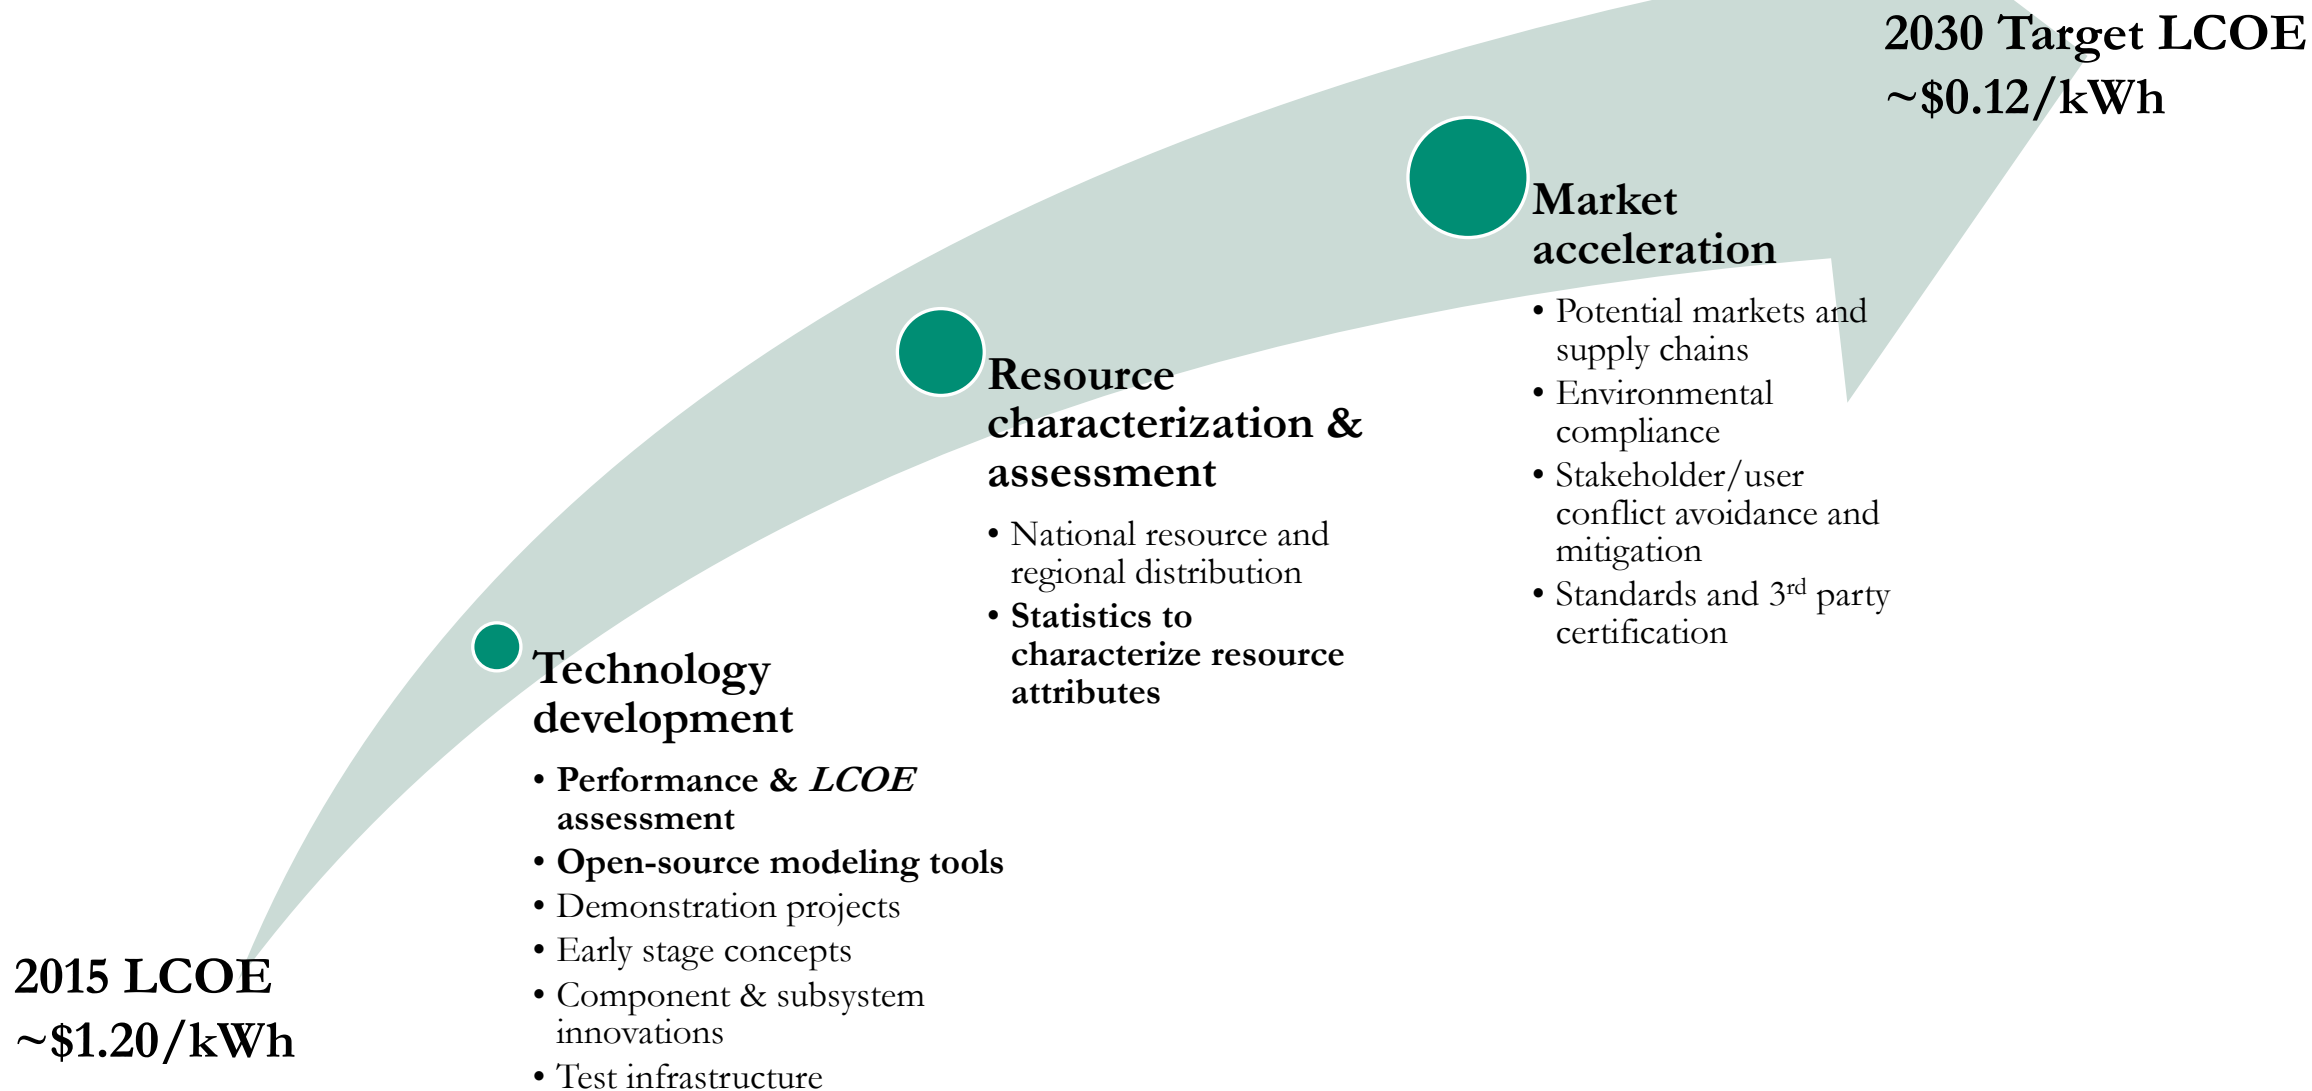 2030 Target LCOE
~$0.12/kWh
Market
acceleration
• Potential markets and
supply chains
• Environmental
compliance
• Stakeholder/user
conflict avoidance and
mitigation
• Standards and 3rd party
certification
Resource
characterization &
assessment
• National resource and
regional distribution
• Statistics to
characterize resource
attributes
Technology
development
• Performance & LCOE
assessment
• Open-source modeling tools
• Demonstration projects
• Early stage concepts
• Component & subsystem
innovations
• Test infrastructure
2015 LCOE
~$1.20/kWh